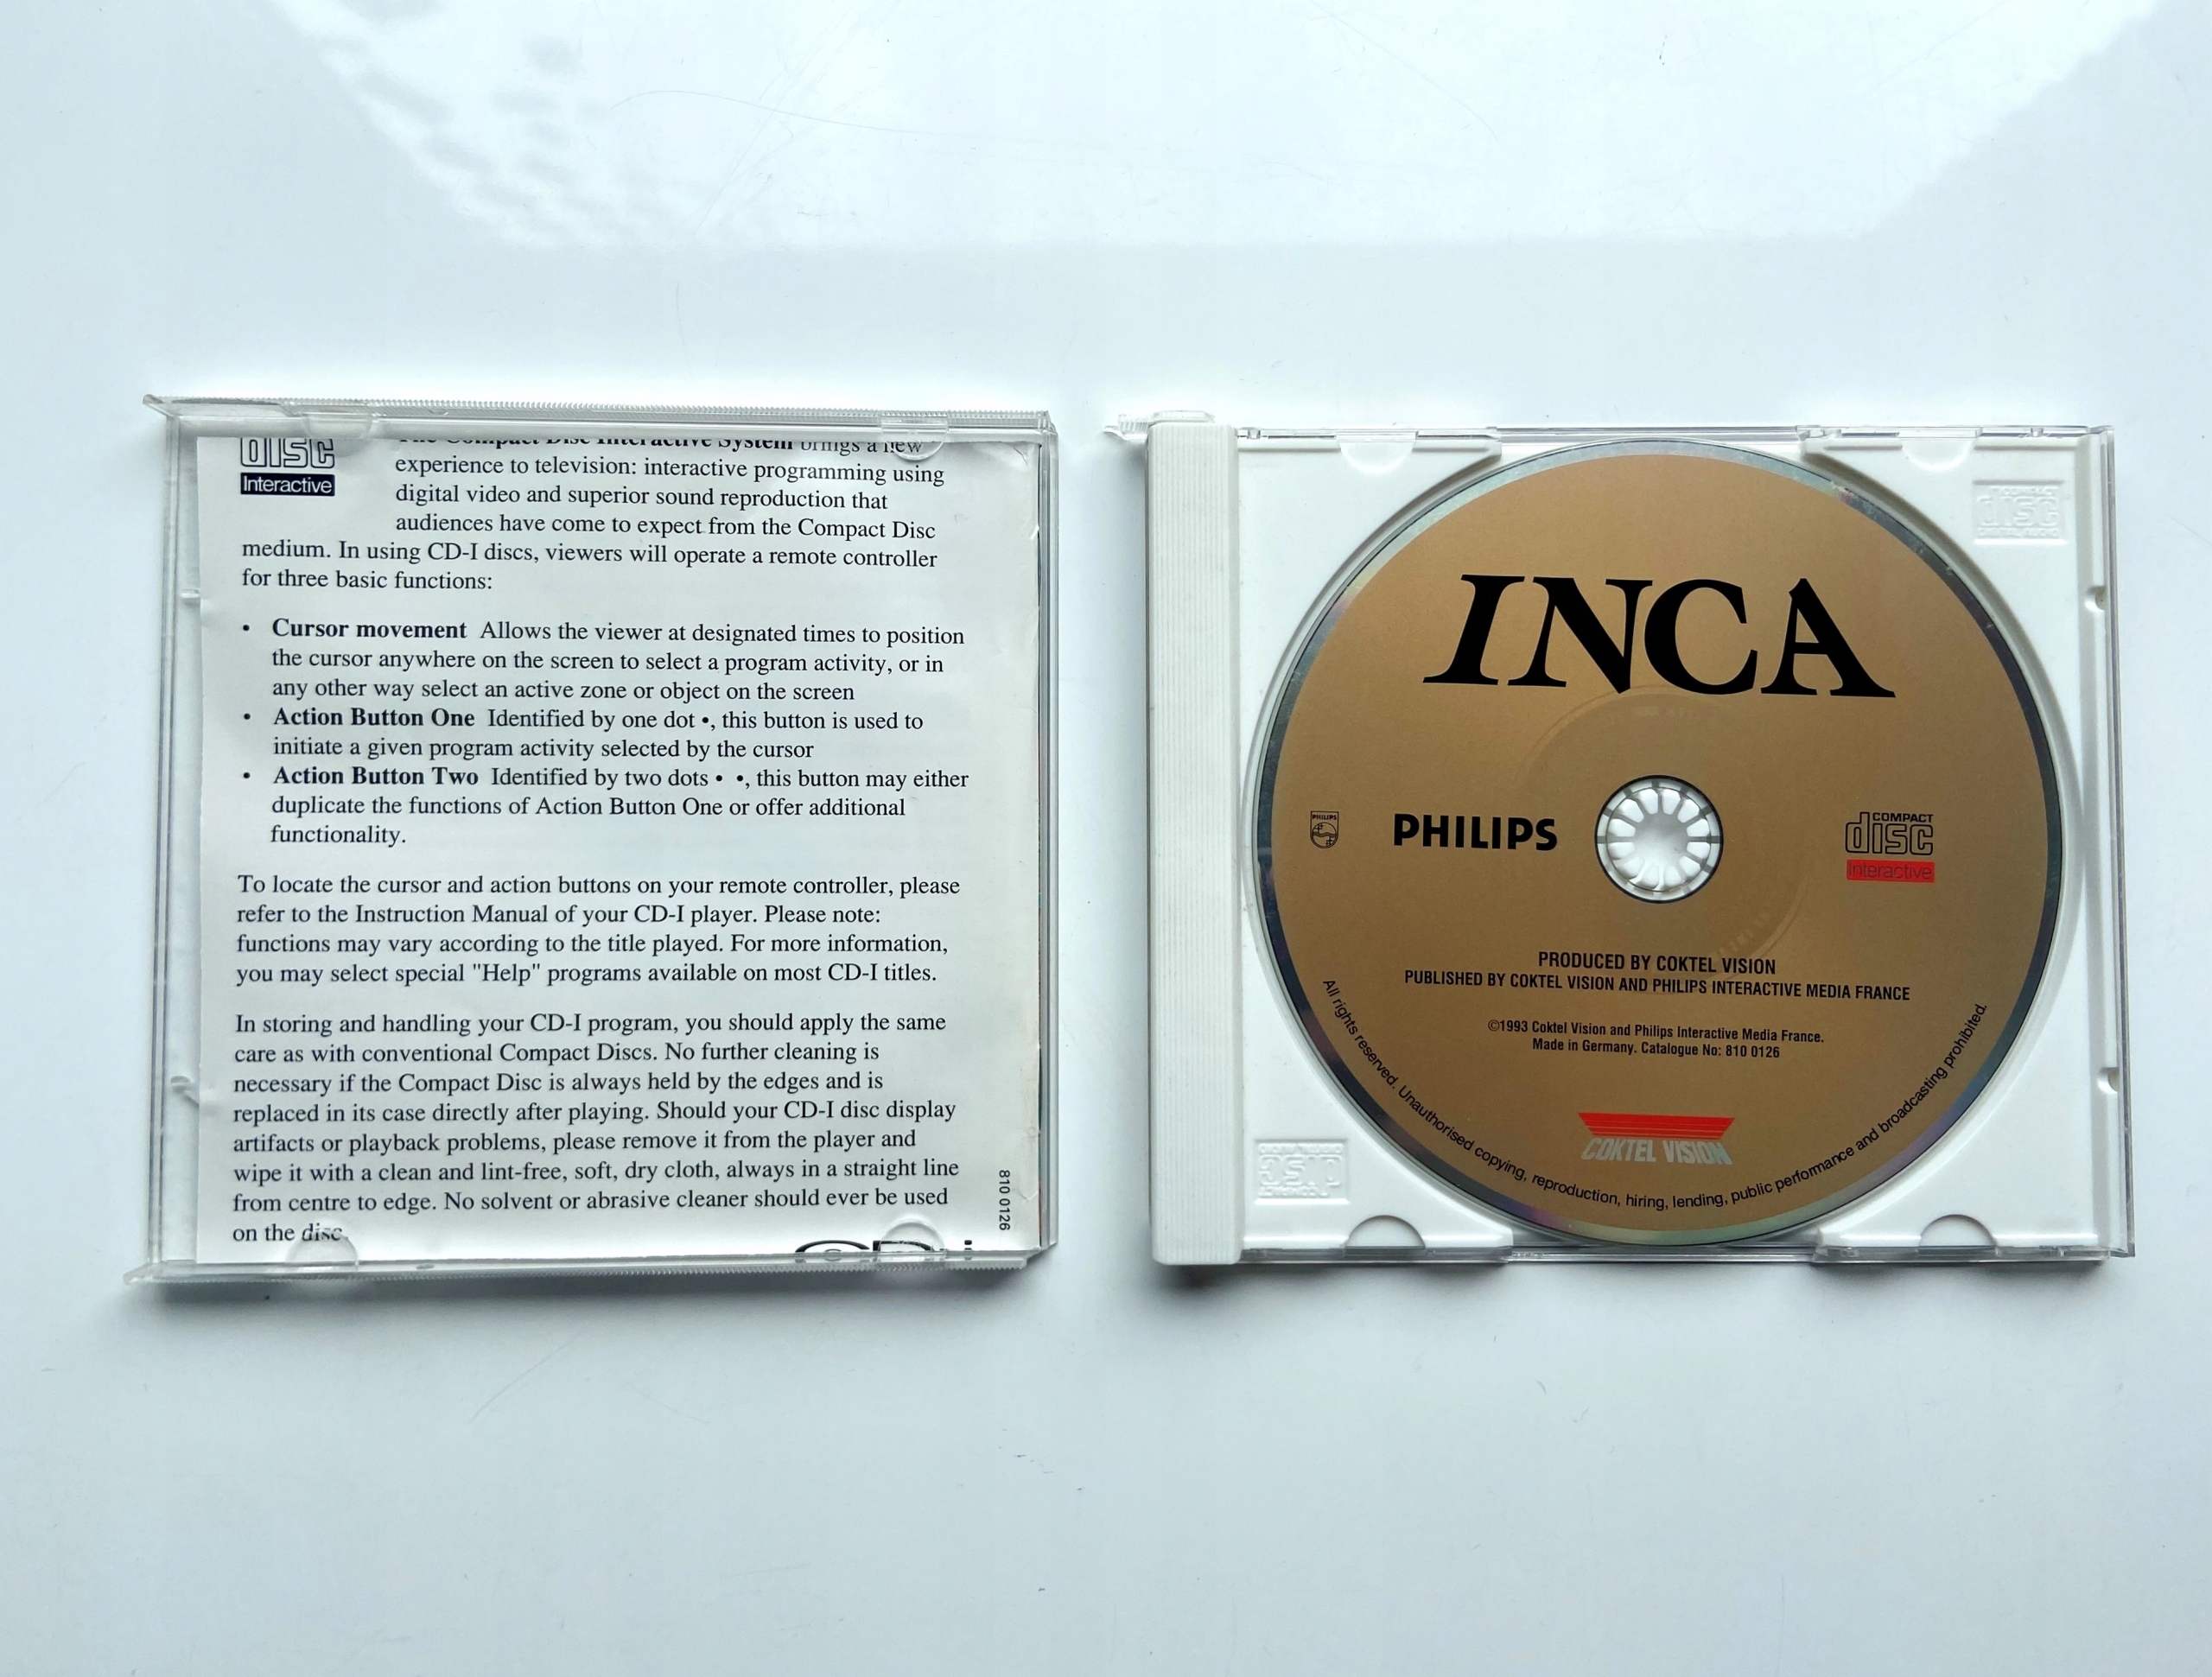 disc
Interactive
The Compact Disc Interactive System brings a new
experience to television: interactive programming using
digital video and superior sound reproduction that
audiences have come to expect from the Compact Disc
medium. In using CD-I discs, viewers will operate a remote controller
for three basic functions:
• Cursor movement Allows the viewer at designated times to position
the cursor anywhere on the screen to select a program activity, or in
any other way select an active zone or object on the screen
• Action Button One Identified by one dot •, this button is used to
initiate a given program activity selected by the cursor
• Action Button Two Identified by two dots • •, this button may either
duplicate the functions of Action Button One or offer additional
functionality.
To locate the cursor and action buttons on your remote controller, please
refer to the Instruction Manual of your CD-I player. Please note:
functions may vary according to the title played. For more information,
you may select special "Help" programs available on most CD-I titles.
In storing and handling your CD-I program, you should apply the same
care as with conventional Compact Discs. No further cleaning is
necessary if the Compact Disc is always held by the edges and is
replaced in its case directly after playing. Should your CD-I disc display
artifacts or playback problems, please remove it from the player and
wipe it with a clean and lint-free, soft, dry cloth, always in a straight line
from centre to edge. No solvent or abrasive cleaner should ever be used
on the disc.
810 0126
INCA
PHILIPS
PHILIPS
COMPACT
disc
Interactive
PRODUCED BY COKTEL VISION
PUBLISHED BY COKTEL VISION AND PHILIPS INTERACTIVE MEDIA FRANCE
©1993 Coktel Vision and Philips Interactive Media France.
Made in Germany. Catalogue No: 810 0126
COKTEL VISION
All rights reserved. Unauthorised copying, reproduction, hiring, lending, public performance and broadcasting prohibited.
disc
disc